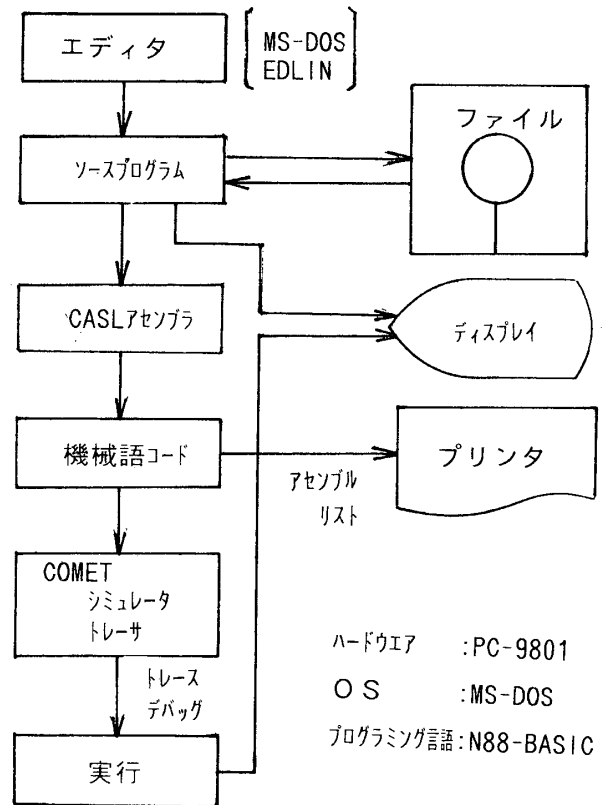 エディタ
MS-DOS
EDLIN
ソースプログラム
ファイル
CASLアセンブラ
ディスプレイ
機械語コード
アセンブル
リスト
プリンタ
COMET
シミュレータ
トレーサ
トレース
デバッグ
実行
ハードウエア :PC-9801
OS :MS-DOS
プログラミング言語:N88-BASIC